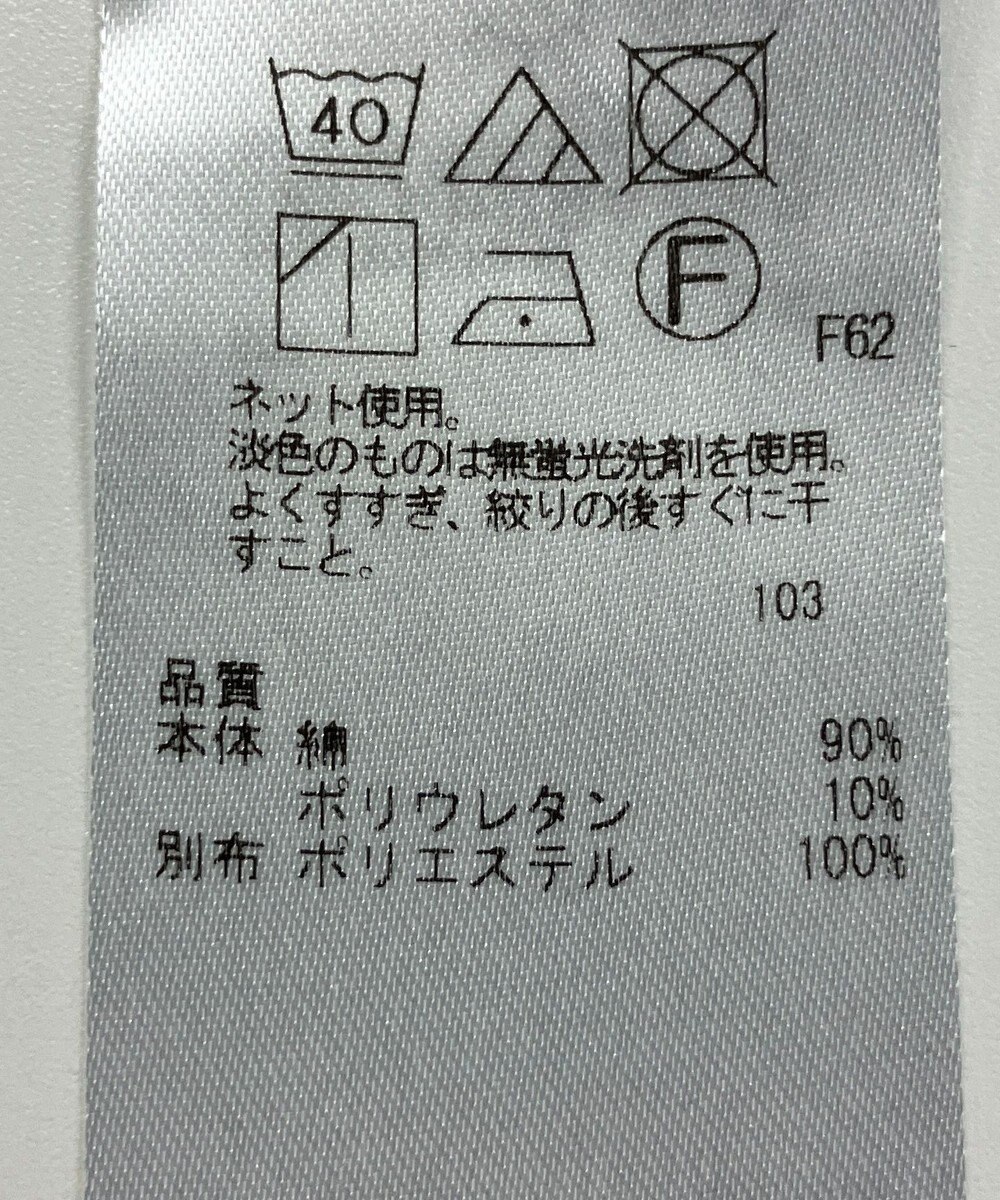 40
F
F62
ネット使用。
淡色のものは無蛍光洗剤を使用。
よくすすぎ、絞りの後すぐに干
すこと。
103
品質
本体 綿 90%
ポリウレタン 10%
別布 ポリエステル 100%